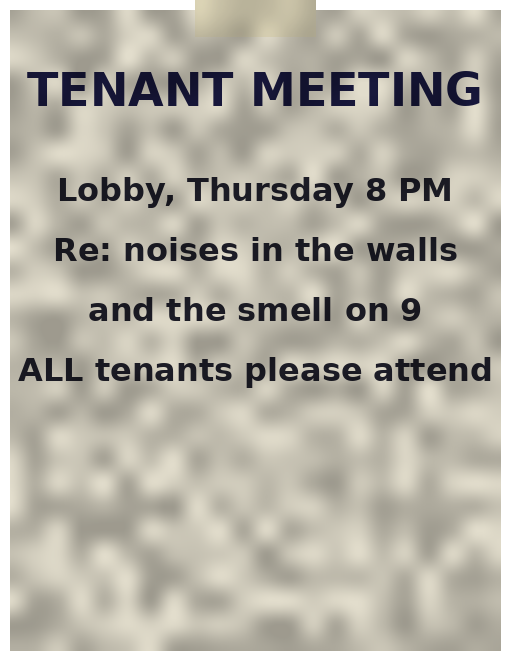 TENANT MEETING
Lobby, Thursday 8 PM
Re: noises in the walls
and the smell on 9
ALL tenants please attend